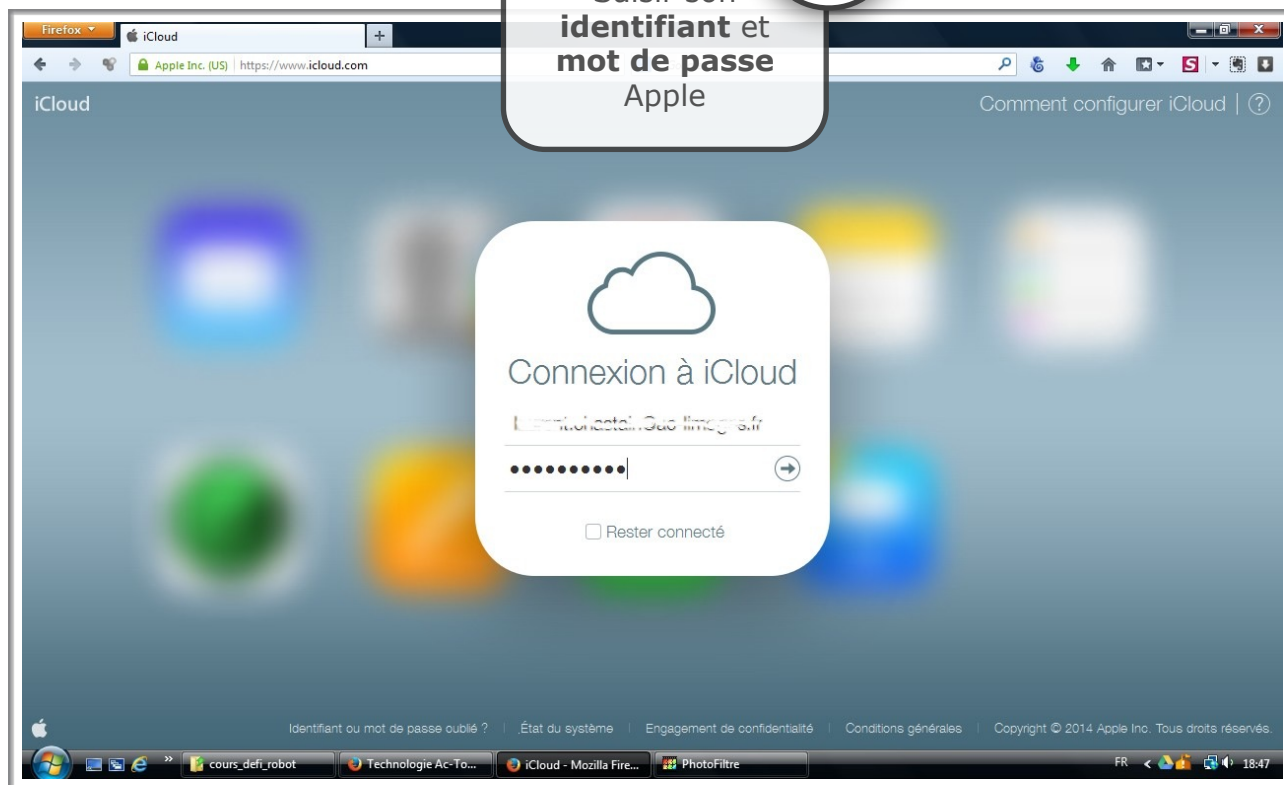 Saisir son
identifiant et
mot de passe
Apple
Firefox
iCloud
+
Apple Inc. (US) https://www.icloud.com
iCloud
Comment configurer iCloud | ?
Connexion à iCloud
Rester connecté
Identifiant ou mot de passe oublié ? | État du système | Engagement de confidentialité | Conditions générales | Copyright © 2014 Apple Inc. Tous droits réservés.
cours_defi_robot
Technologie Ac-To...
iCloud - Mozilla Fire...
PhotoFiltre
FR
18:47